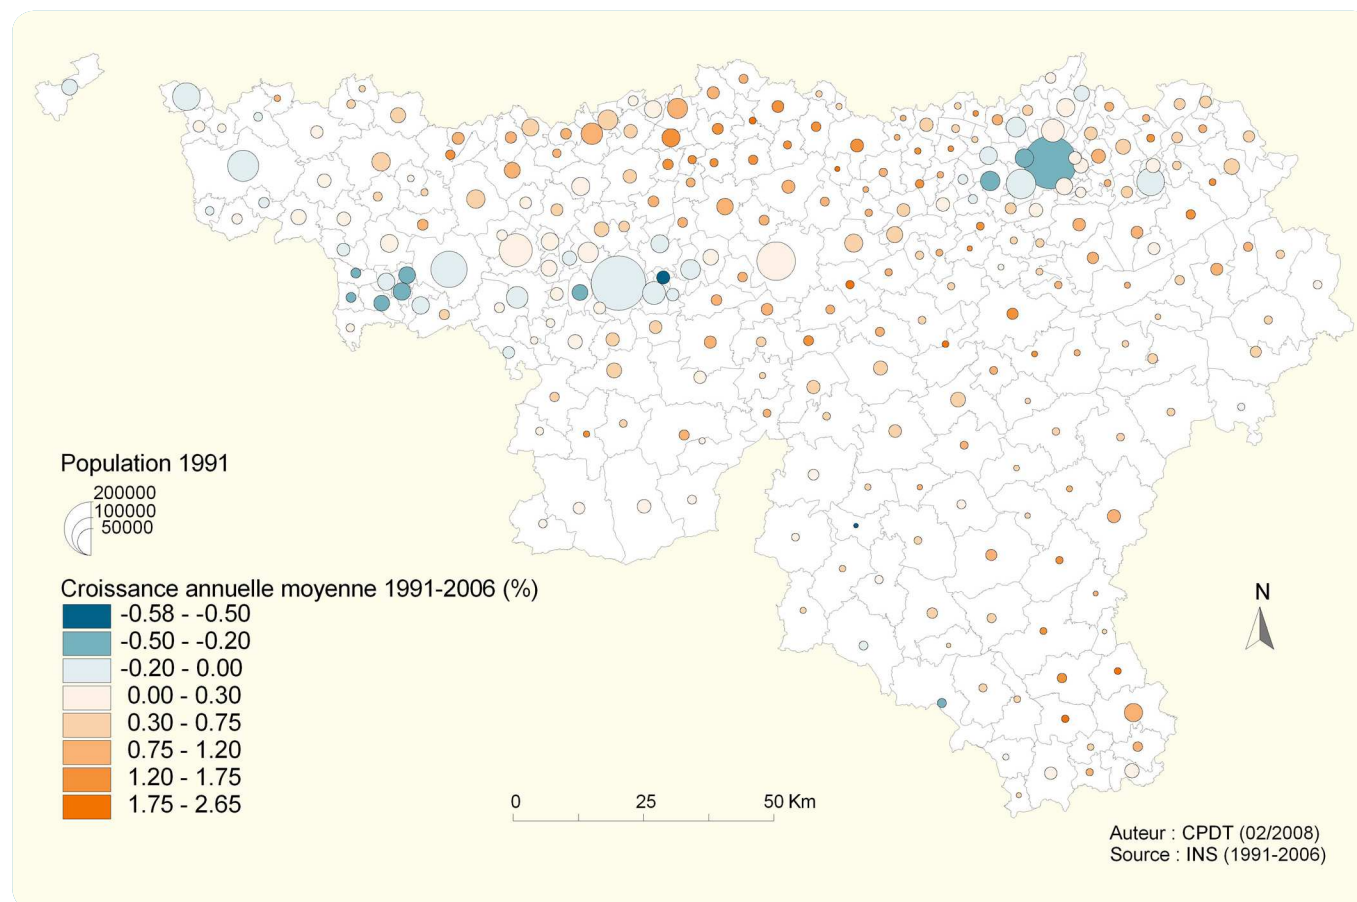 Population 1991
200000
100000
50000
Croissance annuelle moyenne 1991-2006 (%)
-0.58 - -0.50
-0.50 - -0.20
-0.20 - 0.00
0.00 - 0.30
0.30 - 0.75
0.75 - 1.20
1.20 - 1.75
1.75 - 2.65
N
0 25 50 Km
Auteur : CPDT (02/2008)
Source : INS (1991-2006)